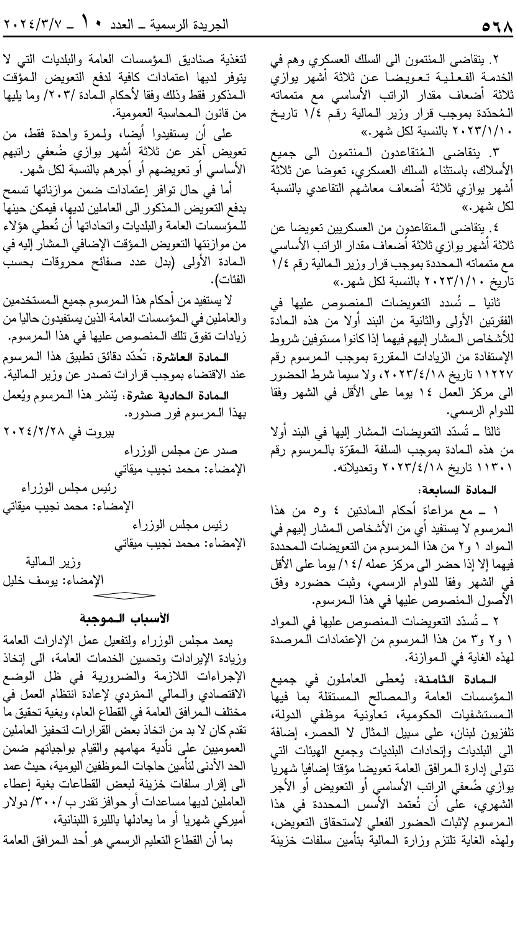 ٥٦٨
الجريدة الرسمية – العدد ١٠ – ٢٠٢٤/٣/٧
٢. يتقاضى المنتمون الى السلك العسكري وهم في
الخدمة الفعلية تعويضا عن ثلاثة أشهر يوازي
ثلاثة أضعاف مقدار الراتب الأساسي مع متمماته
المُحدّدة بموجب قرار وزير المالية رقم ١/٤ تاريخ
٢٠٢٣/١/١٠ بالنسبة لكل شهر.»
٣. يتقاضى المُتقاعدون المنتمون الى جميع
الأسلاك، باستثناء السلك العسكري، تعوضا عن ثلاثة
أشهر يوازي ثلاثة أضعاف معاشهم التقاعدي بالنسبة
لكل شهر.»
٤. يتقاضى المتقاعدون من العسكريين تعويضا عن
ثلاثة أشهر يوازي ثلاثة أضعاف مقدار الراتب الأساسي
مع متمماته المحددة بموجب قرار وزير المالية رقم ١/٤
تاريخ ٢٠٢٣/١/١٠ بالنسبة لكل شهر.»
ثانيا – تُسدد التعويضات المنصوص عليها في
الفقرتين الأولى والثانية من البند أولا من هذه المادة
للأشخاص المشار إليهم فيهما إذا كانوا مستوفين شروط
الإستفادة من الزيادات المقررة بموجب المرسوم رقم
١١٢٢٧ تاريخ ٢٠٢٣/٤/١٨، ولا سيما شرط الحضور
الى مركز العمل ١٤ يوما على الأقل في الشهر وفقا
للدوام الرسمي.
ثالثا – تُسدّد التعويضات المشار إليها في البند أولا
من هذه المادة بموجب السلفة المقرّة بالمرسوم رقم
١١٣٠١ تاريخ ٢٠٢٣/٤/١٨ وتعديلاته.
المادة السابعة:
١ – مع مراعاة أحكام المادتين ٤ و٥ من هذا
المرسوم لا يستفيد أي من الأشخاص المشار إليهم في
المواد ١ و٢ من هذا المرسوم من التعويضات المحددة
فيهما إلا إذا حضر الى مركز عمله /١٤/ يوما على الأقل
في الشهر وفقا للدوام الرسمي، وثبت حضوره وفق
الأصول المنصوص عليها في هذا المرسوم.
٢ – تُسدّد التعويضات المنصوص عليها في المواد
١ و٢ و٣ من هذا المرسوم من الإعتمادات المرصدة
لهذه الغاية في الموازنة.
المادة الثامنة: يُعطى العاملون في جميع
المؤسسات العامة والمصالح المستقلة بما فيها
المستشفيات الحكومية، تعاونية موظفي الدولة،
تلفزيون لبنان، على سبيل المثال لا الحصر، إضافة
الى البلديات وإتحادات البلديات وجميع الهيئات التي
تتولى إدارة المرافق العامة تعويضا مؤقتا إضافيا شهريا
يوازي ضُعفي الراتب الأساسي أو التعويض أو الأجر
الشهري، على أن تُعتمد الأسس المحددة في هذا
المرسوم لإثبات الحضور الفعلي لاستحقاق التعويض،
ولهذه الغاية تلتزم وزارة المالية بتأمين سلفات خزينة
لتغذية صناديق المؤسسات العامة والبلديات التي لا
يتوفر لديها اعتمادات كافية لدفع التعويض المؤقت
المذكور فقط وذلك وفقا لأحكام المادة /٢٠٣/ وما يليها
من قانون المحاسبة العمومية.
على أن يستفيدوا أيضا، ولمرة واحدة فقط، من
تعويض آخر عن ثلاثة أشهر يوازي ضُعفي راتبهم
الأساسي أو تعويضهم أو أجرهم بالنسبة لكل شهر.
أما في حال توافر إعتمادات ضمن موازناتها تسمح
بدفع التعويض المذكور الى العاملين لديها، فيمكن حينها
للمؤسسات العامة والبلديات واتحاداتها أن تُعطي هؤلاء
من موازنتها التعويض المؤقت الإضافي المشار إليه في
المادة الأولى (بدل عدد صفائح محروقات بحسب
الفئات).
لا يستفيد من أحكام هذا المرسوم جميع المستخدمين
والعاملين في المؤسسات العامة الذين يستفيدون حاليا من
زيادات تفوق تلك المنصوص عليها في هذا المرسوم.
المادة العاشرة: تُحدّد دقائق تطبيق هذا المرسوم
عند الاقتضاء بموجب قرارات تصدر عن وزير المالية.
المادة الحادية عشرة: يُنشر هذا المرسوم ويُعمل
بهذا المرسوم فور صدوره.
بيروت في ٢٠٢٤/٢/٢٨
صدر عن مجلس الوزراء
الإمضاء: محمد نجيب ميقاتي
رئيس مجلس الوزراء
الإمضاء: محمد نجيب ميقاتي
رئيس مجلس الوزراء
الإمضاء: محمد نجيب ميقاتي
وزير المالية
الإمضاء: يوسف خليل
الأسباب الموجبة
يعمد مجلس الوزراء ولتفعيل عمل الإدارات العامة
وزيادة الإيرادات وتحسين الخدمات العامة، الى إتخاذ
الإجراءات اللازمة والضرورية في ظل الوضع
الاقتصادي والمالي المتردي لإعادة انتظام العمل في
مختلف المرافق العامة في القطاع العام، وبغية تحقيق ما
تقدم كان لا بد من اتخاذ بعض القرارات لتحفيز العاملين
العموميين على تأدية مهامهم والقيام بواجباتهم ضمن
الحد الأدنى لتأمين حاجات الموظفين اليومية، حيث عمد
الى إقرار سلفات خزينة لبعض القطاعات بغية إعطاء
العاملين لديها مساعدات أو حوافز تقدر ب /٣٠٠/ دولار
أميركي شهريا أو ما يعادلها بالليرة اللبنانية،
بما أن القطاع التعليم الرسمي هو أحد المرافق العامة